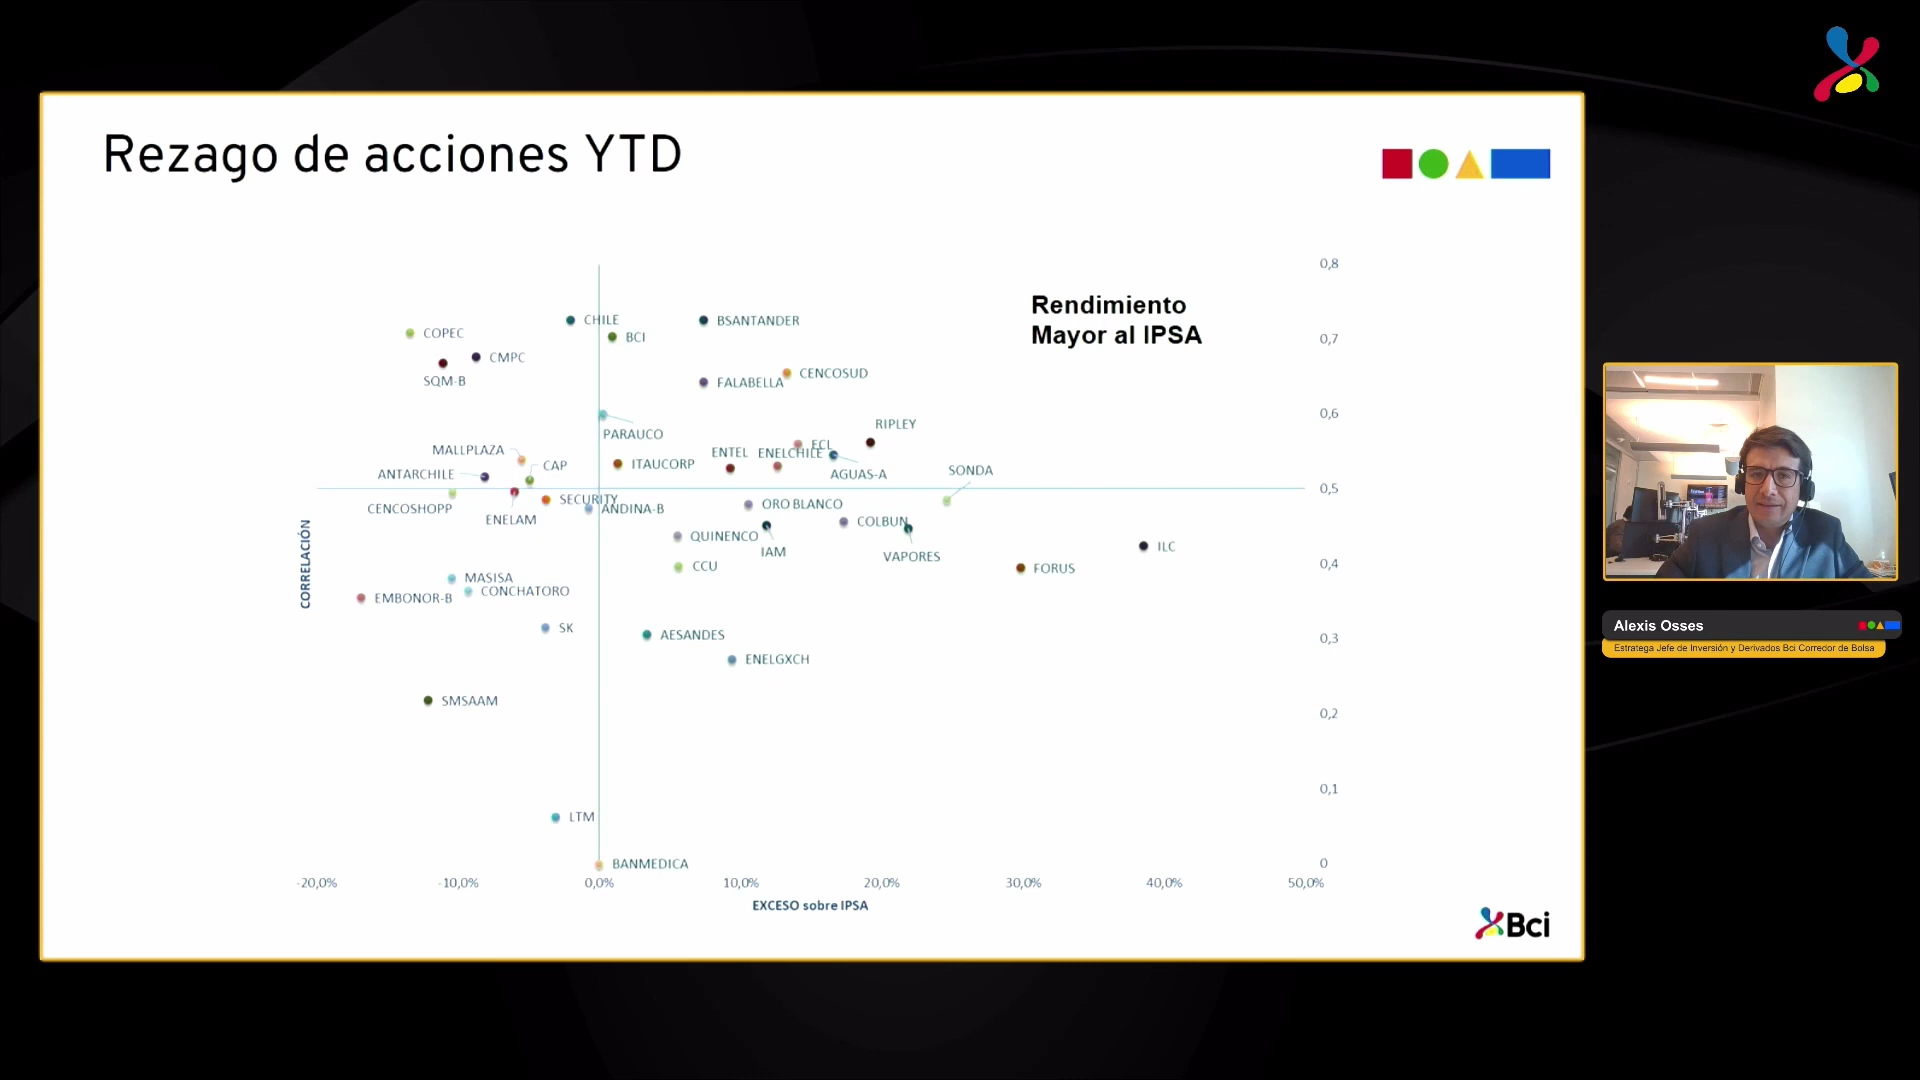 Rezago de acciones YTD
Rendimiento
Mayor al IPSA
0,8
0,7
0,6
0,5
0,4
0,3
0,2
0,1
0
COPEC
CHILE
BCI
BSANTANDER
CMPC
SQM-B
FALABELLA
CENCOSUD
PARAUCO
RIPLEY
MALLPLAZA
CAP
ITAUCORP
ENTEL
ENELCHILE
ECL
AGUAS-A
SONDA
ANTARCHILE
CENCOSHOPP
ENELAM
SECURITY
ANDINA-B
ORO BLANCO
QUINENCO
IAM
COLBUN
VAPORES
ILC
CCU
FORUS
MASISA
CONCHATORO
EMBONOR-B
SK
AESANDES
ENELGXCH
SMSAAM
LTM
BANMEDICA
CORRELACIÓN
-20,0%
-10,0%
0,0%
10,0%
20,0%
30,0%
40,0%
50,0%
EXCESO sobre IPSA
Bci
Alexis Osses
Estratega Jefe de Inversión y Derivados Bci Corredor de Bolsa